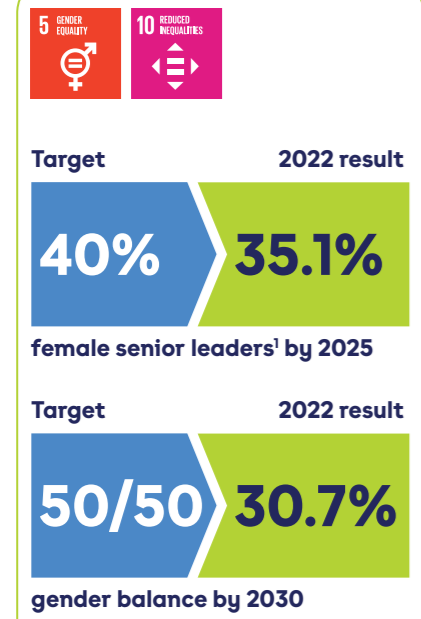 5 GENDER
EQUALITY
10 REDUCED
INEQUALITIES
Target 2022 result
40% 35.1%
female senior leaders¹ by 2025
Target 2022 result
50/50 30.7%
gender balance by 2030